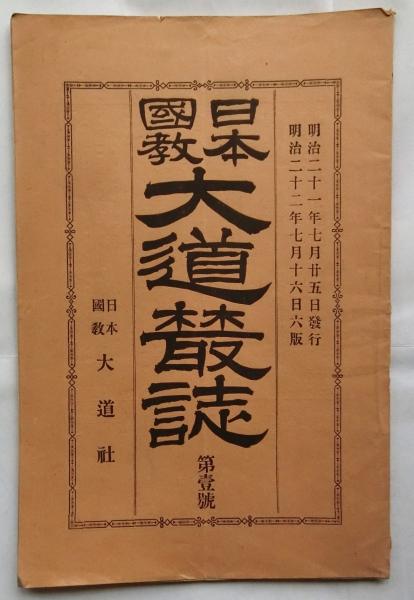 明治二十一年七月廿五日發行
明治二十二年七月十六日六版
日本
國教
大道叢誌
第壹號
日本
國教
大道社